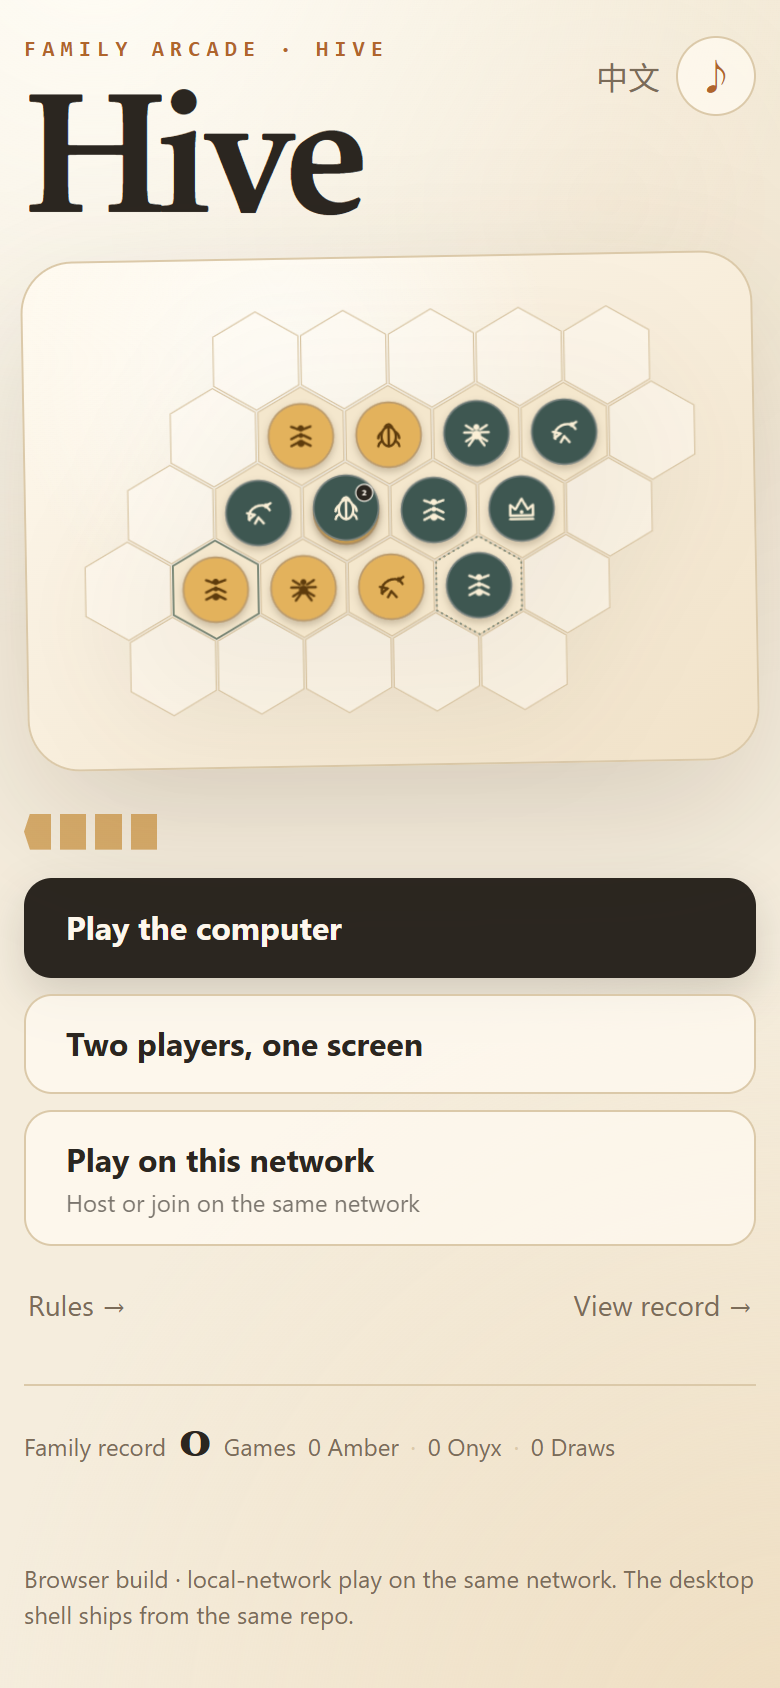 FAMILY ARCADE · HIVE
中文
Hive
2
Play the computer
Two players, one screen
Play on this network
Host or join on the same network
Rules →
View record →
Family record 0 Games 0 Amber · 0 Onyx · 0 Draws
Browser build · local-network play on the same network. The desktop
shell ships from the same repo.